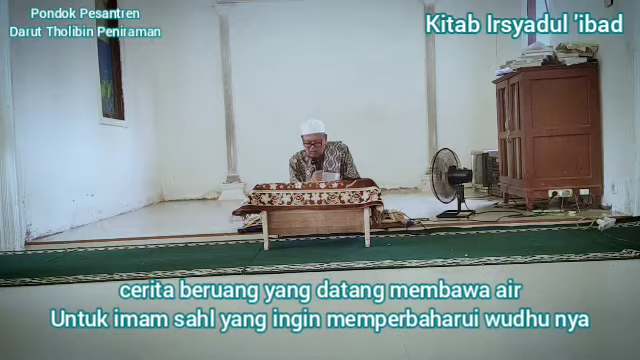 Pondok Pesantren
Darut Tholibin Peniraman
Kitab Irsyadul 'ibad
cerita beruang yang datang membawa air
Untuk imam sahl yang ingin memperbaharui wudhu nya